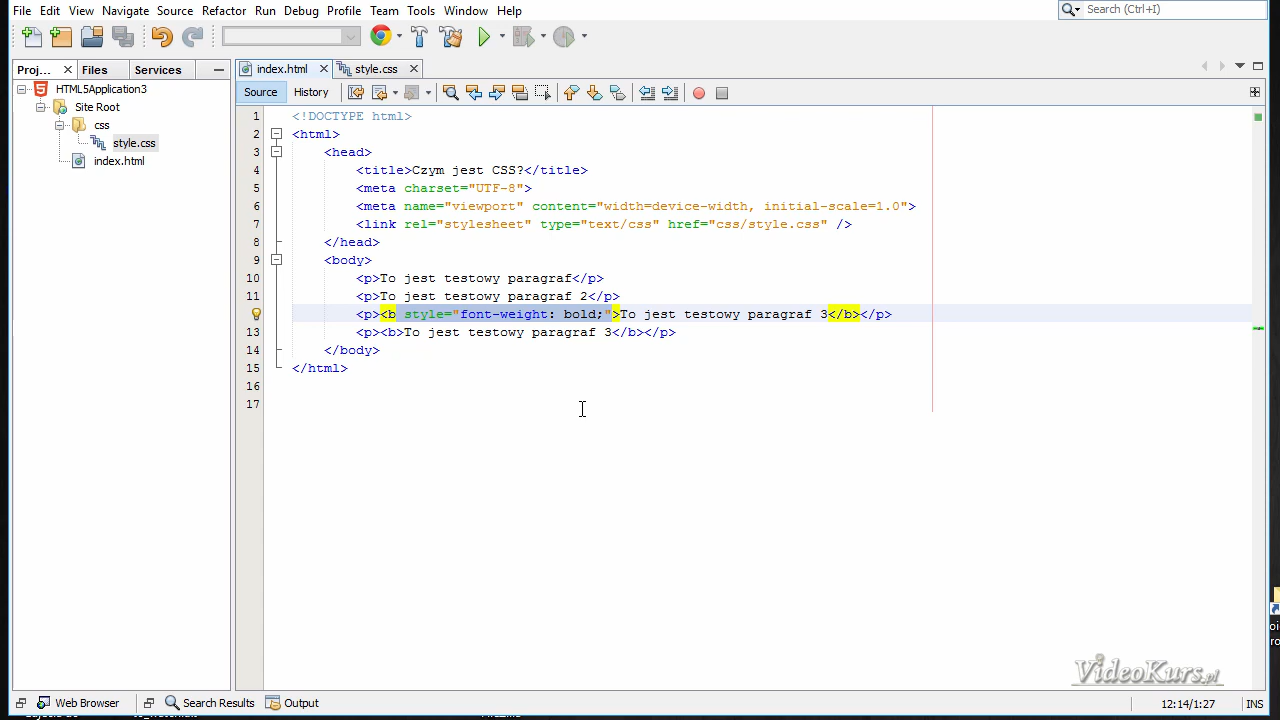 File Edit View Navigate Source Refactor Run Debug Profile Team Tools Window Help
Search (Ctrl+I)
Proj... Files Services
index.html style.css
Source History
HTML5Application3
Site Root
css
style.css
index.html
1 <!DOCTYPE html>
2 <html>
3 <head>
4 <title>Czym jest CSS?</title>
5 <meta charset="UTF-8">
6 <meta name="viewport" content="width=device-width, initial-scale=1.0">
7 <link rel="stylesheet" type="text/css" href="css/style.css" />
8 </head>
9 <body>
10 <p>To jest testowy paragraf</p>
11 <p>To jest testowy paragraf 2</p>
12 <p><b style="font-weight: bold;">To jest testowy paragraf 3</b></p>
13 <p><b>To jest testowy paragraf 3</b></p>
14 </body>
15 </html>
16
17
VideoKurs.pl
Web Browser Search Results Output
12:14/1:27 INS